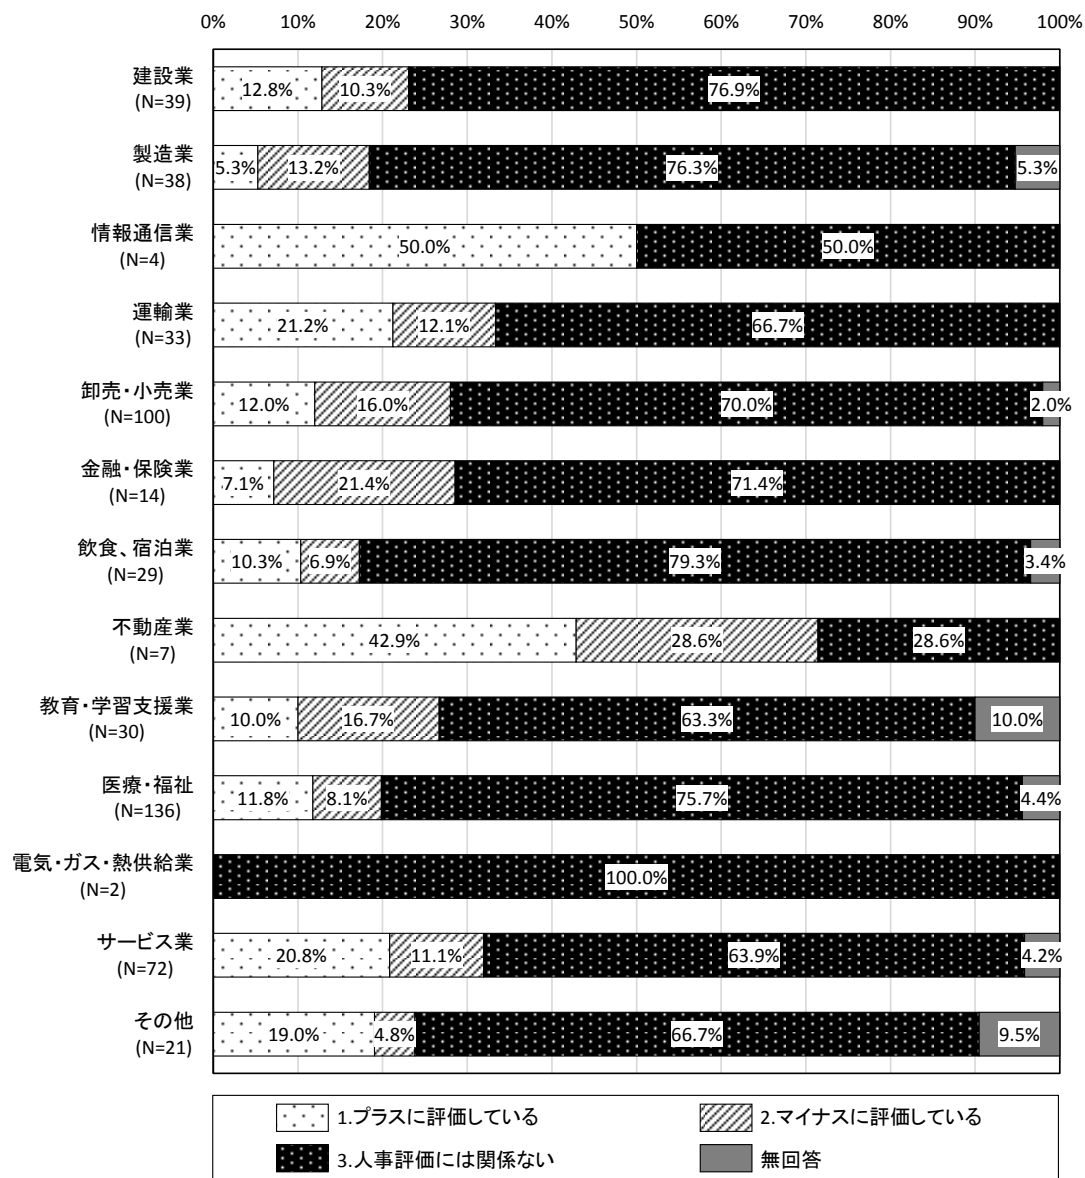 0% 10% 20% 30% 40% 50% 60% 70% 80% 90% 100%
建設業
(N=39)
12.8% 10.3% 76.9%
製造業
(N=38)
5.3% 13.2% 76.3% 5.3%
情報通信業
(N=4)
50.0% 50.0%
運輸業
(N=33)
21.2% 12.1% 66.7%
卸売・小売業
(N=100)
12.0% 16.0% 70.0% 2.0%
金融・保険業
(N=14)
7.1% 21.4% 71.4%
飲食、宿泊業
(N=29)
10.3% 6.9% 79.3% 3.4%
不動産業
(N=7)
42.9% 28.6% 28.6%
教育・学習支援業
(N=30)
10.0% 16.7% 63.3% 10.0%
医療・福祉
(N=136)
11.8% 8.1% 75.7% 4.4%
電気・ガス・熱供給業
(N=2)
100.0%
サービス業
(N=72)
20.8% 11.1% 63.9% 4.2%
その他
(N=21)
19.0% 4.8% 66.7% 9.5%
1.プラスに評価している 2.マイナスに評価している
3.人事評価には関係ない 無回答